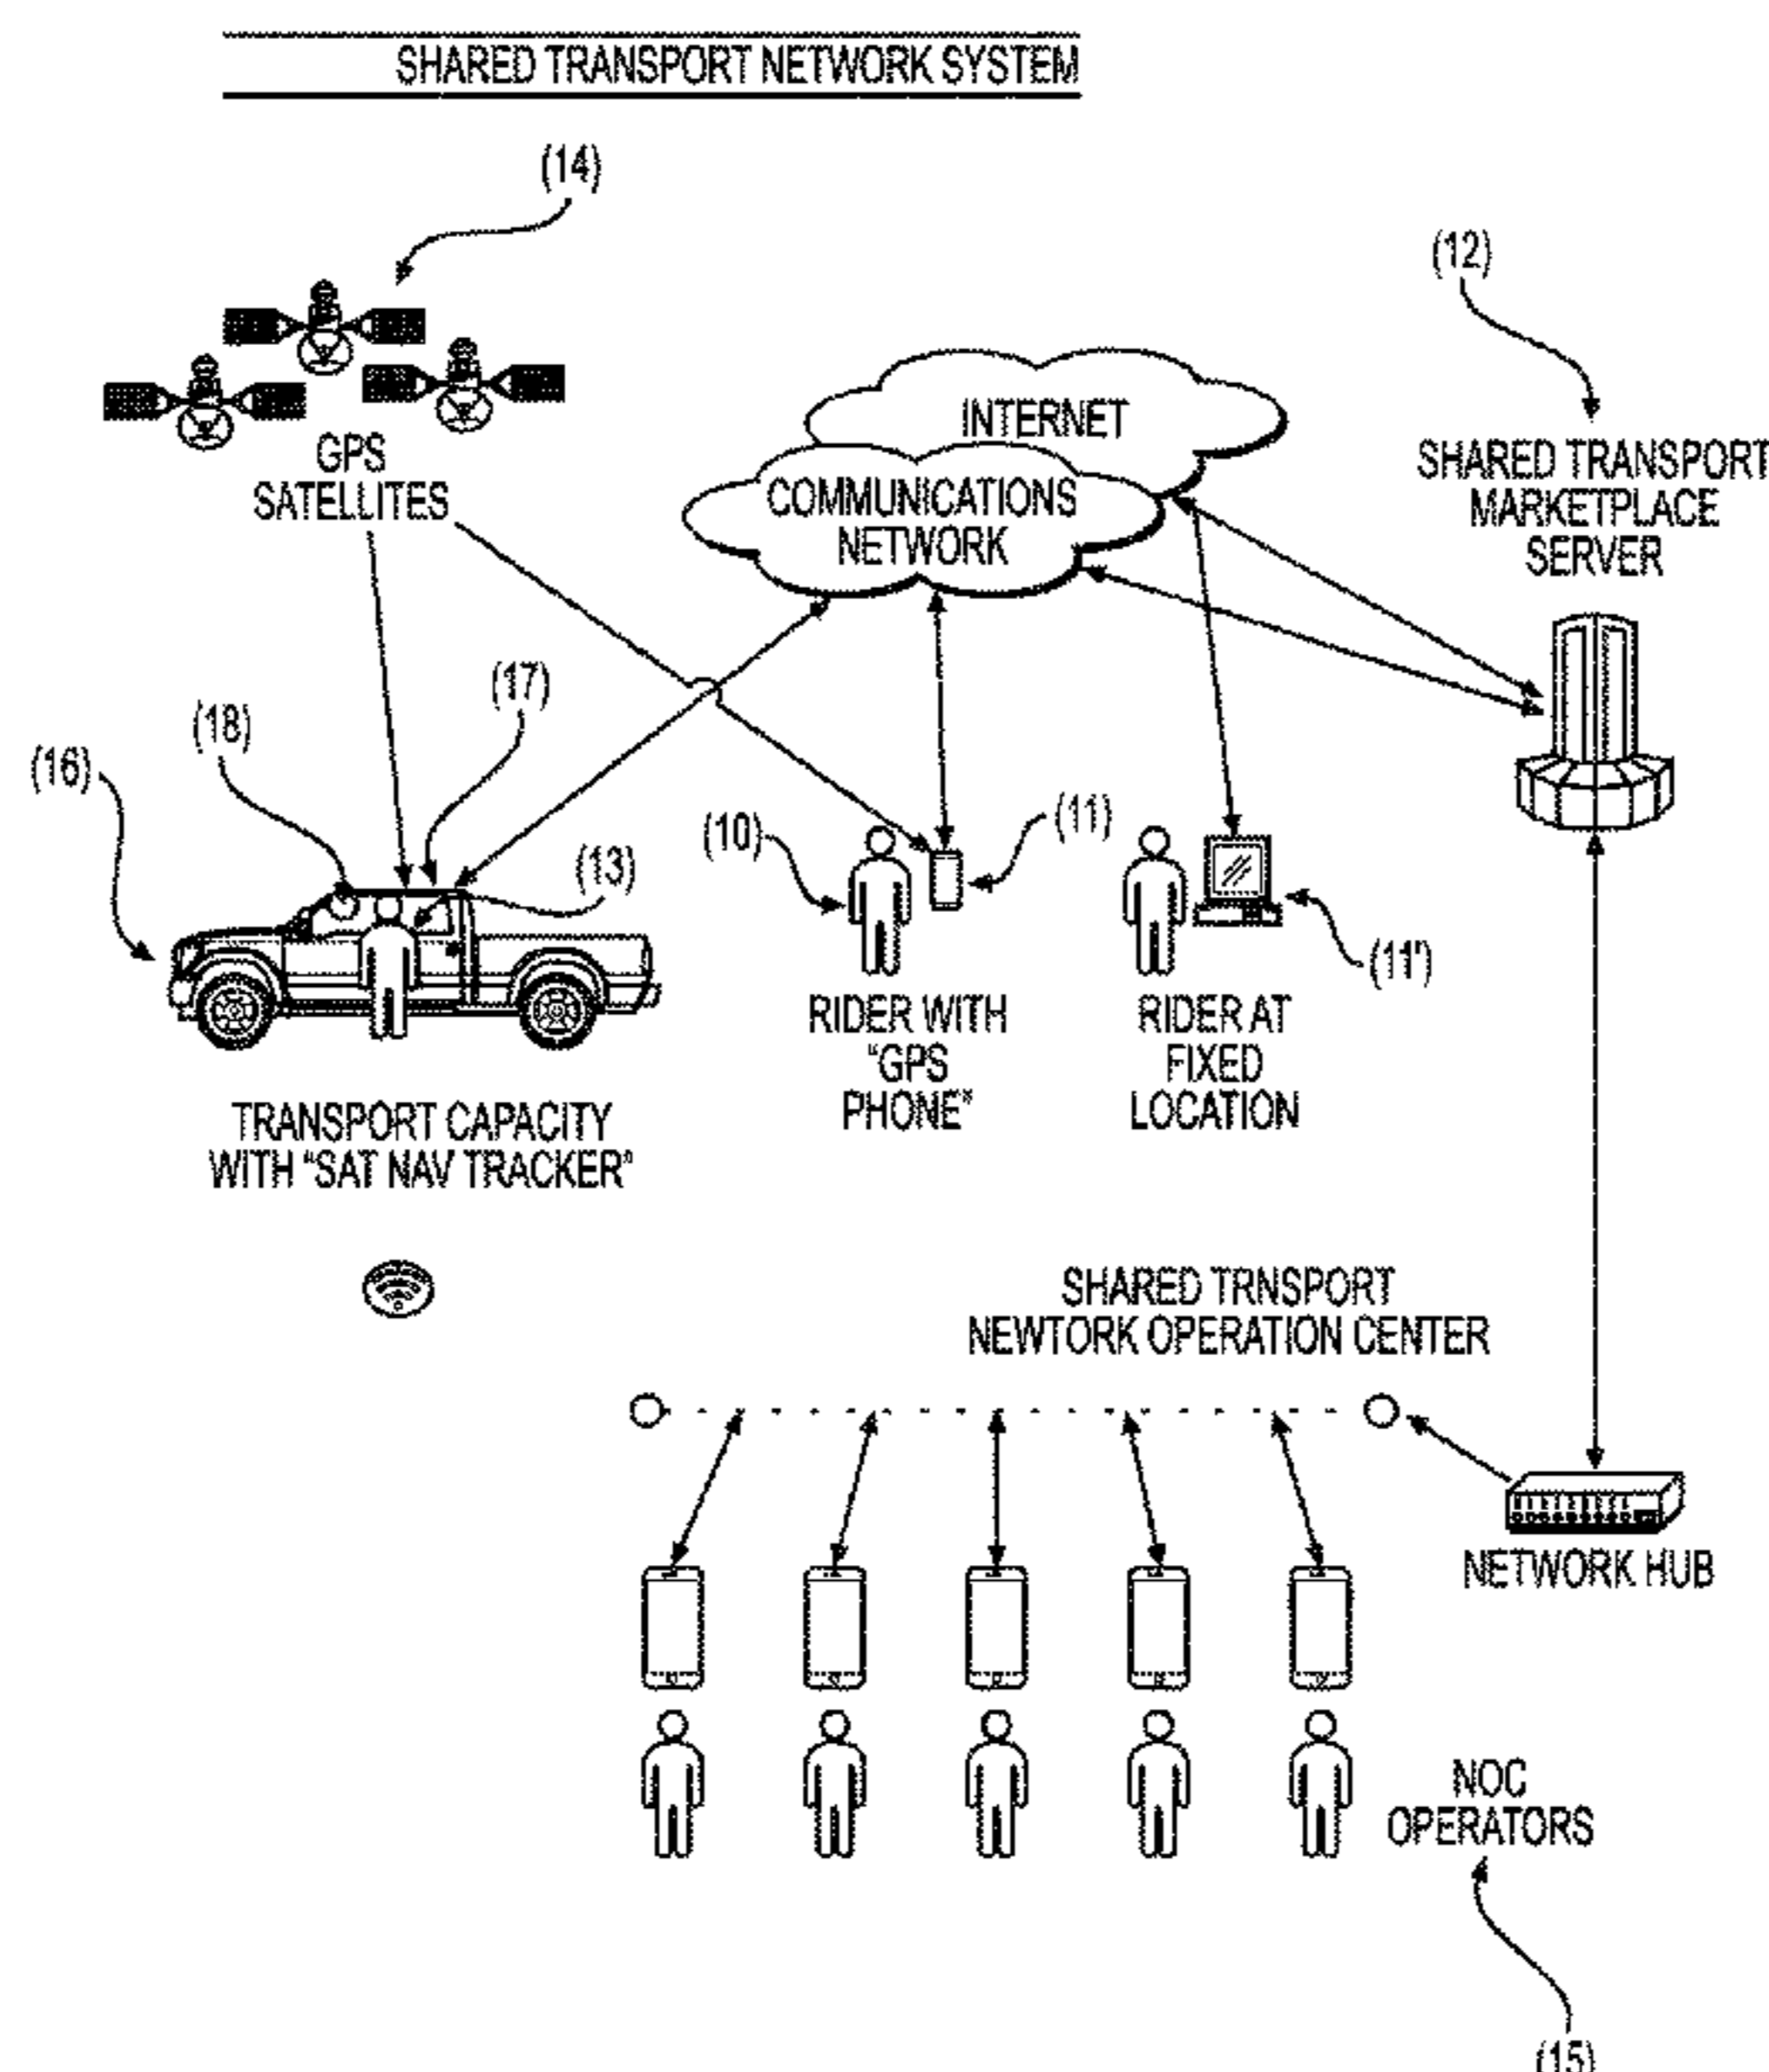 SHARED TRANSPORT NETWORK SYSTEM
(14)
(12)
GPS
SATELLITES
INTERNET
COMMUNICATIONS
NETWORK
SHARED TRANSPORT
MARKETPLACE
SERVER
(16)
(18)
(17)
(13)
(10)
(11)
(11')
TRANSPORT CAPACITY
WITH "SAT NAV TRACKER"
RIDER WITH
"GPS
PHONE"
RIDER AT
FIXED
LOCATION
SHARED TRNSPORT
NEWTORK OPERATION CENTER
NETWORK HUB
NOC
OPERATORS
(15)